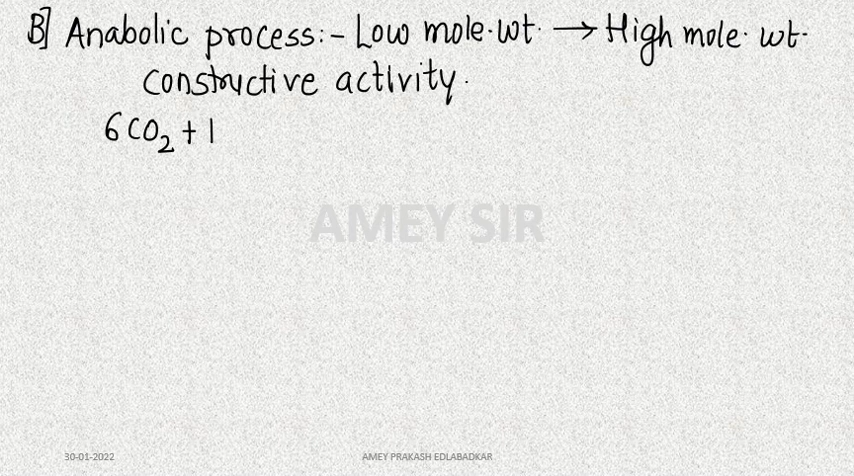 B] Anabolic process:- Low mole.wt. → High mole. wt.
constructive activity.
6CO₂ + 1
AMEY SIR
30-01-2022
AMEY PRAKASH EDLABADKAR